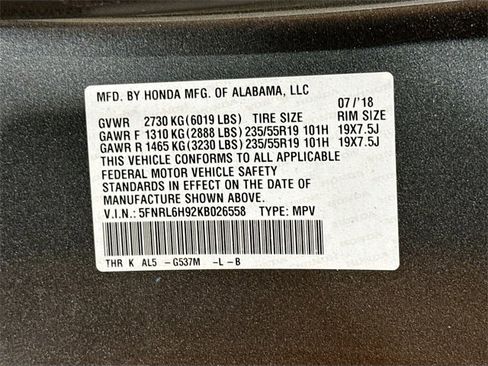 MFD. BY HONDA MFG. OF ALABAMA, LLC
07/'18
GVWR 2730 KG(6019 LBS) TIRE SIZE RIM SIZE
GAWR F 1310 KG(2888 LBS) 235/55R19 101H 19X7.5J
GAWR R 1465 KG(3230 LBS) 235/55R19 101H 19X7.5J
THIS VEHICLE CONFORMS TO ALL APPLICABLE
FEDERAL MOTOR VEHICLE SAFETY
STANDARDS IN EFFECT ON THE DATE OF
MANUFACTURE SHOWN ABOVE.
V.I.N.: 5FNRL6H92KB026558 TYPE: MPV
THR K AL5 -G537M -L-B